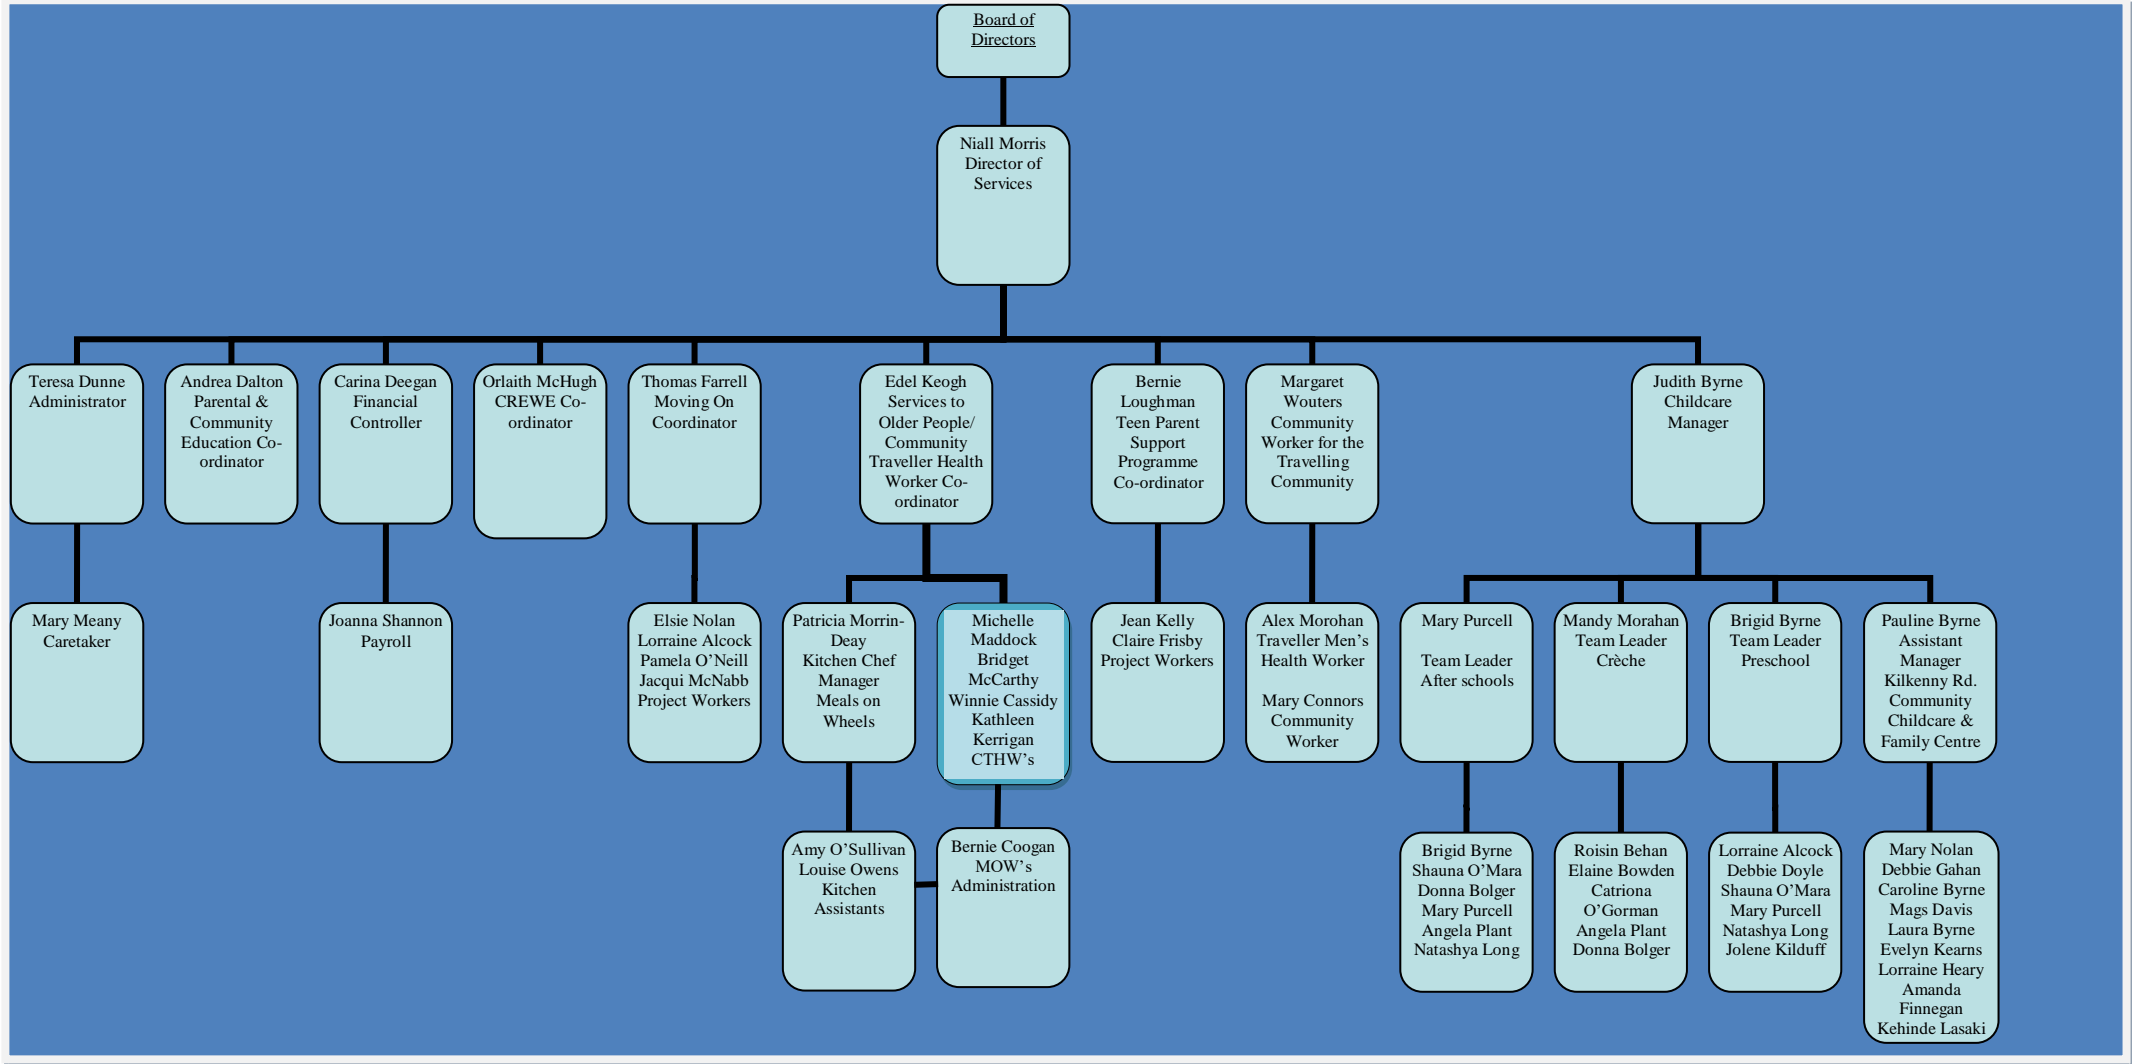 Board of
Directors
Niall Morris
Director of
Services
Teresa Dunne
Administrator
Andrea Dalton
Parental &
Community
Education Co-
ordinator
Carina Deegan
Financial
Controller
Orlaith McHugh
CREWE Co-
ordinator
Thomas Farrell
Moving On
Coordinator
Edel Keogh
Services to
Older People/
Community
Traveller Health
Worker Co-
ordinator
Bernie
Loughman
Teen Parent
Support
Programme
Co-ordinator
Margaret
Wouters
Community
Worker for the
Travelling
Community
Judith Byrne
Childcare
Manager
Mary Meany
Caretaker
Joanna Shannon
Payroll
Elsie Nolan
Lorraine Alcock
Pamela O’Neill
Jacqui McNabb
Project Workers
Patricia Morrin-
Deay
Kitchen Chef
Manager
Meals on
Wheels
Michelle
Maddock
Bridget
McCarthy
Winnie Cassidy
Kathleen
Kerrigan
CTHW’s
Jean Kelly
Claire Frisby
Project Workers
Alex Morohan
Traveller Men’s
Health Worker
Mary Connors
Community
Worker
Mary Purcell
Team Leader
After schools
Mandy Morahan
Team Leader
Crèche
Brigid Byrne
Team Leader
Preschool
Pauline Byrne
Assistant
Manager
Kilkenny Rd.
Community
Childcare &
Family Centre
Amy O’Sullivan
Louise Owens
Kitchen
Assistants
Bernie Coogan
MOW’s
Administration
Brigid Byrne
Shauna O’Mara
Donna Bolger
Mary Purcell
Angela Plant
Natashya Long
Roisin Behan
Elaine Bowden
Catriona
O’Gorman
Angela Plant
Donna Bolger
Lorraine Alcock
Debbie Doyle
Shauna O’Mara
Mary Purcell
Natashya Long
Jolene Kilduff
Mary Nolan
Debbie Gahan
Caroline Byrne
Mags Davis
Laura Byrne
Evelyn Kearns
Lorraine Heary
Amanda
Finnegan
Kehinde Lasaki